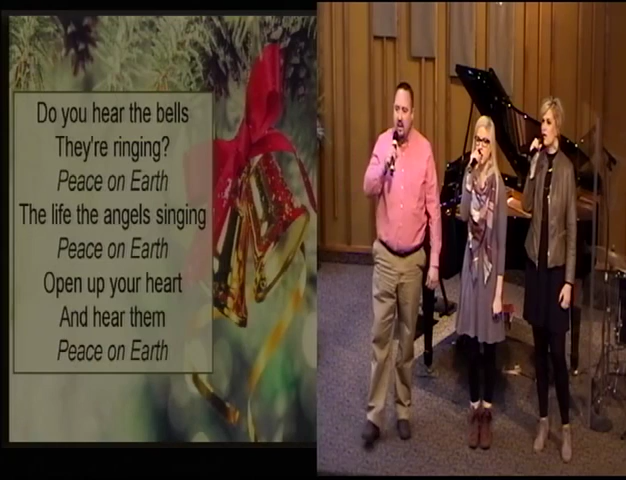 Do you hear the bells
They're ringing?
Peace on Earth
The life the angels singing
Peace on Earth
Open up your heart
And hear them
Peace on Earth